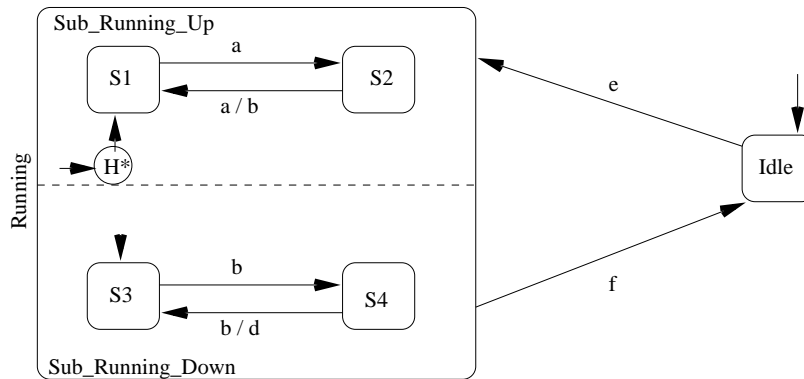 Sub_Running_Up
a
S1
S2
a / b
e
H*
Idle
Running
b
S3
S4
f
b / d
Sub_Running_Down